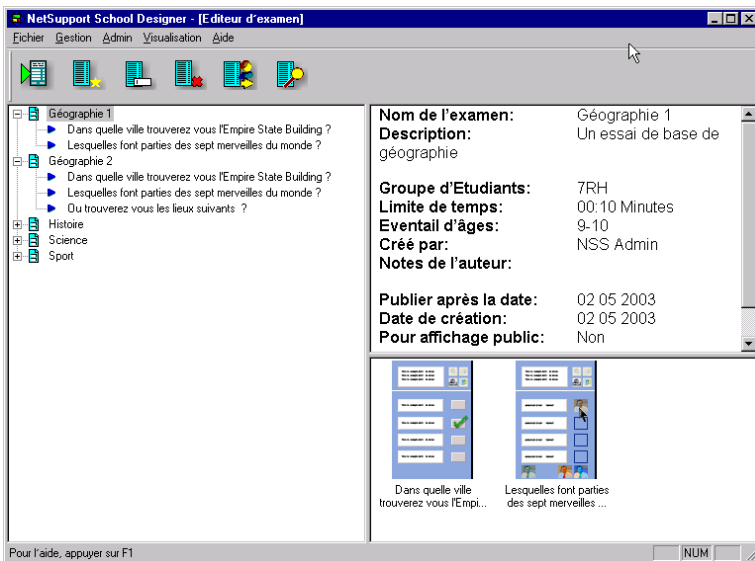 NetSupport School Designer - [Editeur d'examen]
Fichier Gestion Admin Visualisation Aide
Géographie 1
Dans quelle ville trouverez vous l'Empire State Building ?
Lesquelles font parties des sept merveilles du monde ?
Géographie 2
Dans quelle ville trouverez vous l'Empire State Building ?
Lesquelles font parties des sept merveilles du monde ?
Ou trouverez vous les lieux suivants ?
Histoire
Science
Sport
Nom de l'examen: Géographie 1
Description: Un essai de base de
géographie
Groupe d'Etudiants: 7RH
Limite de temps: 00:10 Minutes
Eventail d'âges: 9-10
Créé par: NSS Admin
Notes de l'auteur:
Publier après la date: 02 05 2003
Date de création: 02 05 2003
Pour affichage public: Non
Dans quelle ville
trouverez vous l'Empi...
Lesquelles font parties
des sept merveilles ...
Pour l'aide, appuyer sur F1
NUM